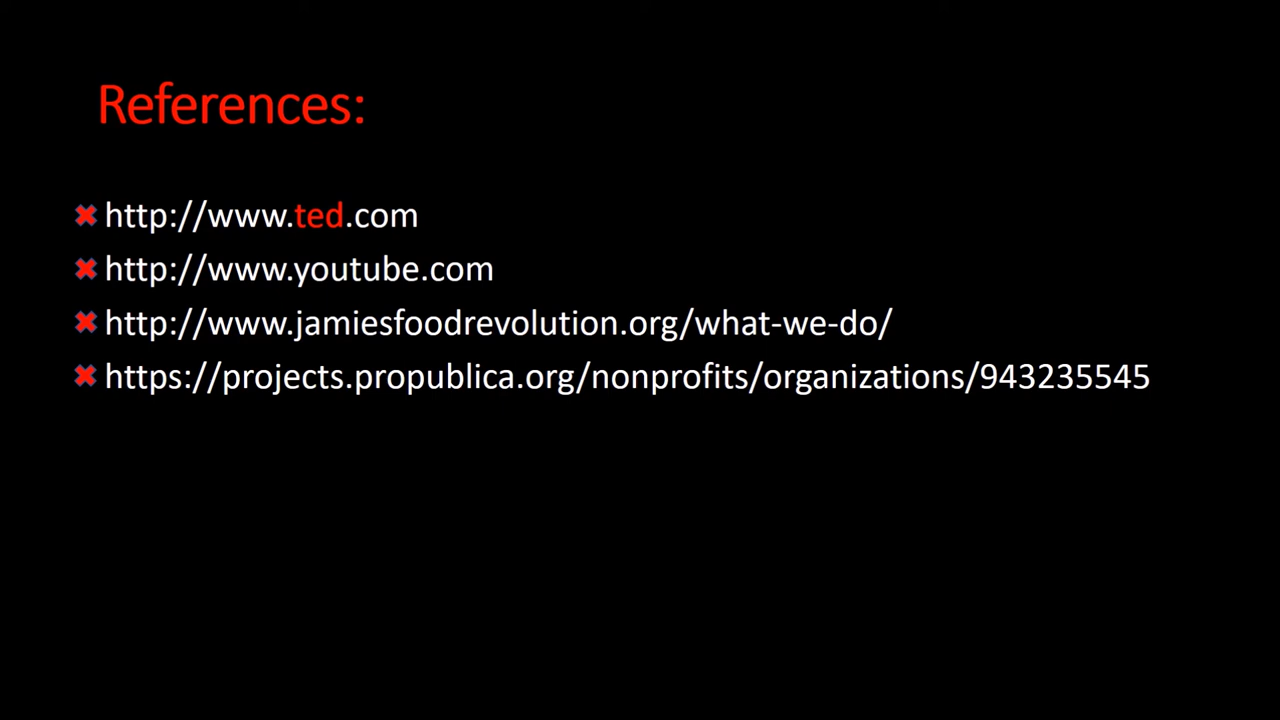 References:
http://www.ted.com
http://www.youtube.com
http://www.jamiesfoodrevolution.org/what-we-do/
https://projects.propublica.org/nonprofits/organizations/943235545